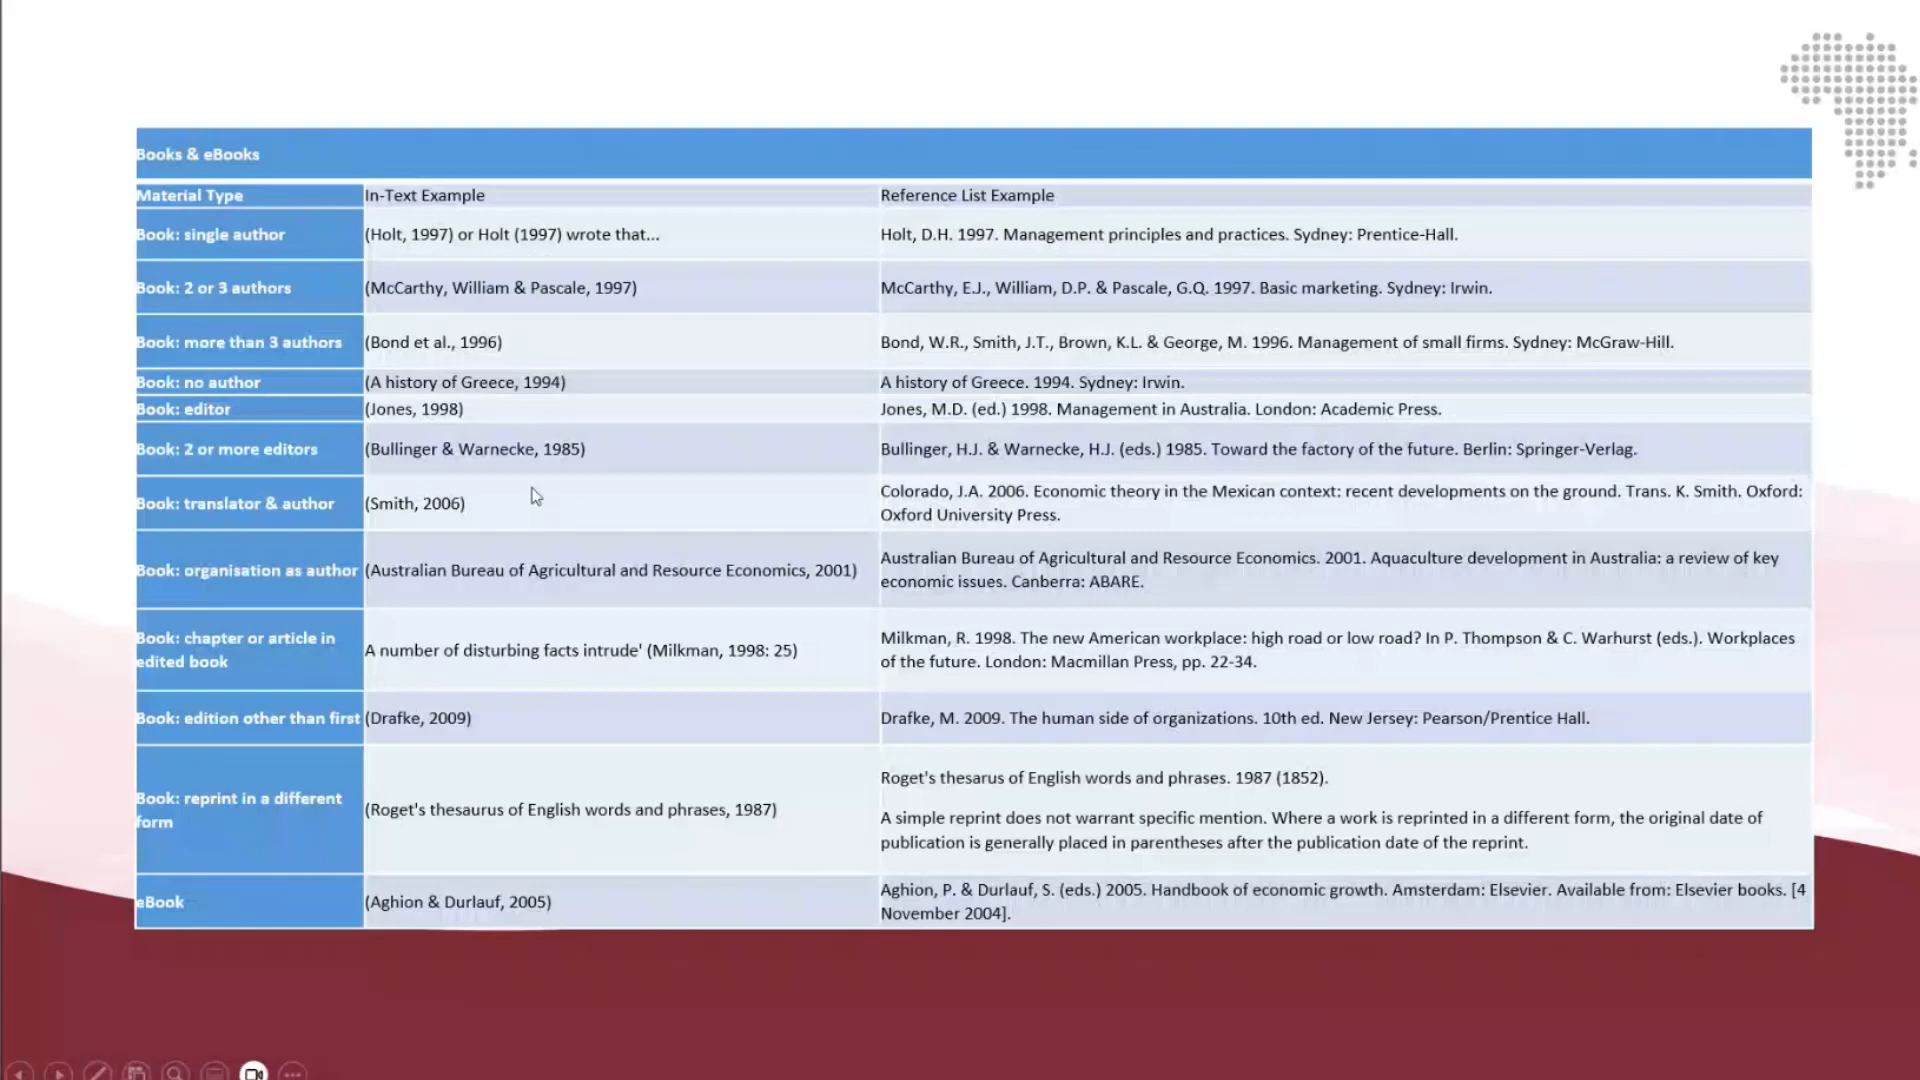 Books & eBooks
Material Type In-Text Example Reference List Example
Book: single author (Holt, 1997) or Holt (1997) wrote that... Holt, D.H. 1997. Management principles and practices. Sydney: Prentice-Hall.
Book: 2 or 3 authors (McCarthy, William & Pascale, 1997) McCarthy, E.J., William, D.P. & Pascale, G.Q. 1997. Basic marketing. Sydney: Irwin.
Book: more than 3 authors (Bond et al., 1996) Bond, W.R., Smith, J.T., Brown, K.L. & George, M. 1996. Management of small firms. Sydney: McGraw-Hill.
Book: no author (A history of Greece, 1994) A history of Greece. 1994. Sydney: Irwin.
Book: editor (Jones, 1998) Jones, M.D. (ed.) 1998. Management in Australia. London: Academic Press.
Book: 2 or more editors (Bullinger & Warnecke, 1985) Bullinger, H.J. & Warnecke, H.J. (eds.) 1985. Toward the factory of the future. Berlin: Springer-Verlag.
Book: translator & author (Smith, 2006) Colorado, J.A. 2006. Economic theory in the Mexican context: recent developments on the ground. Trans. K. Smith. Oxford:
Oxford University Press.
Book: organisation as author (Australian Bureau of Agricultural and Resource Economics, 2001) Australian Bureau of Agricultural and Resource Economics. 2001. Aquaculture development in Australia: a review of key
economic issues. Canberra: ABARE.
Book: chapter or article in
edited book
A number of disturbing facts intrude' (Milkman, 1998: 25)
Milkman, R. 1998. The new American workplace: high road or low road? In P. Thompson & C. Warhurst (eds.). Workplaces
of the future. London: Macmillan Press, pp. 22-34.
Book: edition other than first (Drafke, 2009) Drafke, M. 2009. The human side of organizations. 10th ed. New Jersey: Pearson/Prentice Hall.
Book: reprint in a different
form
(Roget's thesaurus of English words and phrases, 1987)
Roget's thesarus of English words and phrases. 1987 (1852).
A simple reprint does not warrant specific mention. Where a work is reprinted in a different form, the original date of
publication is generally placed in parentheses after the publication date of the reprint.
eBook (Aghion & Durlauf, 2005) Aghion, P. & Durlauf, S. (eds.) 2005. Handbook of economic growth. Amsterdam: Elsevier. Available from: Elsevier books. [4
November 2004].